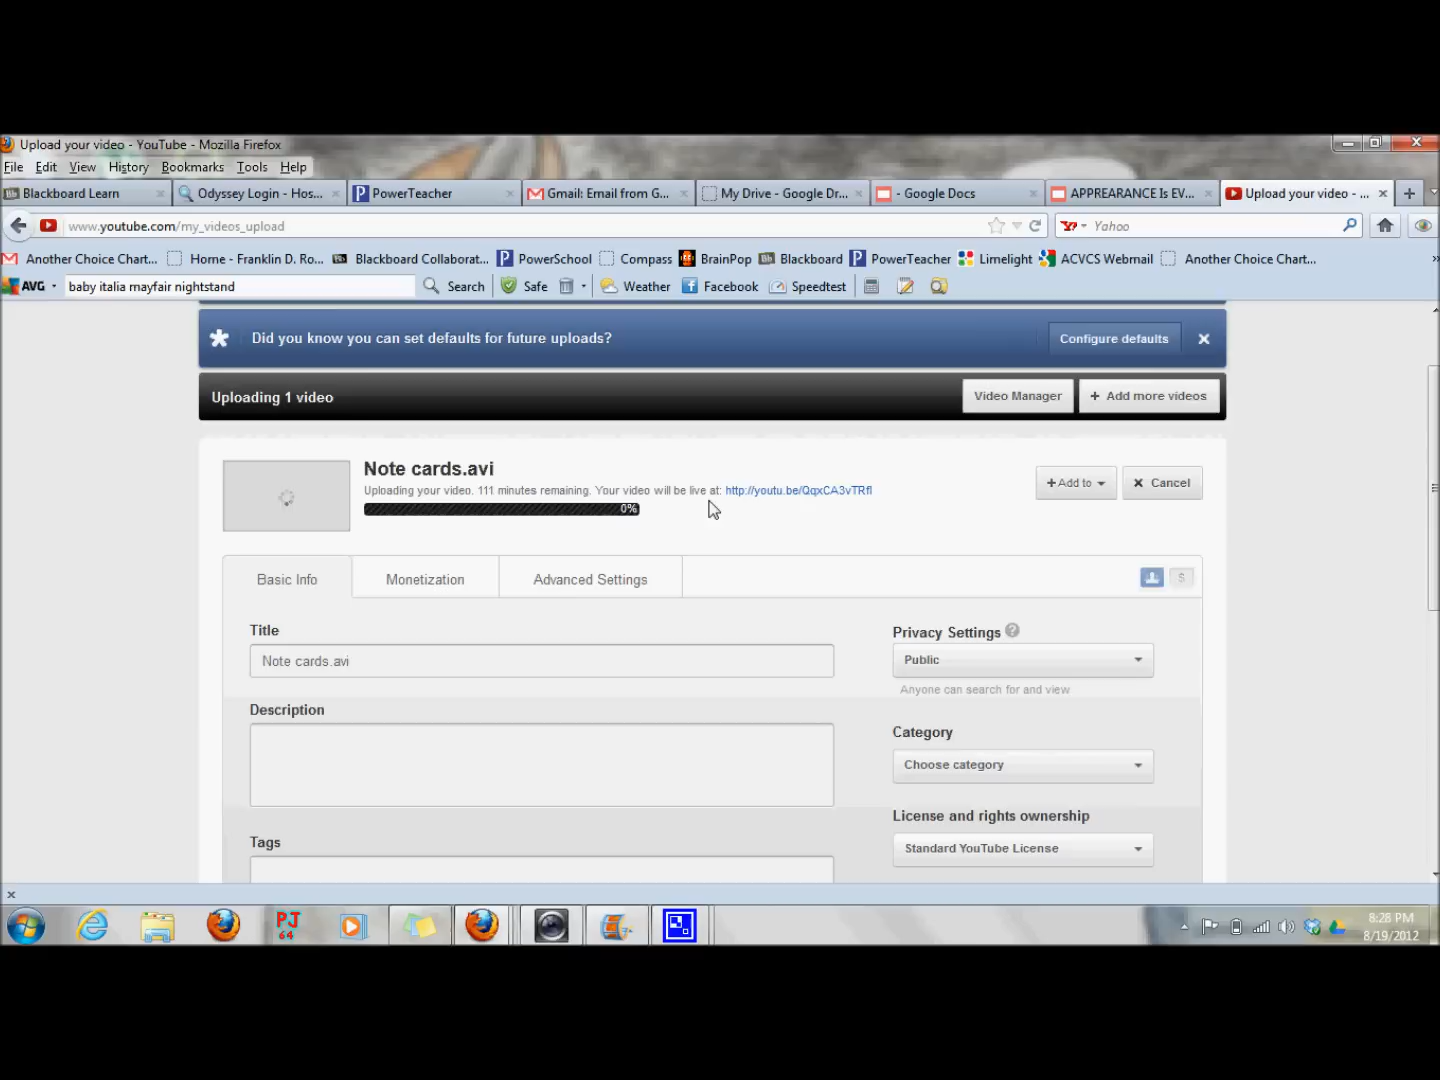 Upload your video - YouTube - Mozilla Firefox
File Edit View History Tools Help
Blackboard Learn Odyssey Login - Hos... PowerTeacher Gmail: Email from G... My Drive - Google Dr... - Google Docs APPREARANCE Is EV... Upload your video - ...
www.youtube.com/my_videos_upload Yahoo
Another Choice Chart... Home - Franklin D. Ro... Blackboard Collaborat... PowerSchool Compass BrainPop Blackboard PowerTeacher Limelight ACVCS Webmail Another Choice Chart...
AVG baby italia mayfair nightstand Search Safe Weather Facebook Speedtest
Did you know you can set defaults for future uploads? Configure defaults
Uploading 1 video Video Manager + Add more videos
Note cards.avi
Uploading your video. 111 minutes remaining. Your video will be live at: http://youtu.be/QqxCA3vTRfI + Add to Cancel
0%
Basic Info Monetization Advanced Settings
Title
Note cards.avi
Privacy Settings ?
Public
Anyone can search for and view
Description
Category
Choose category
License and rights ownership
Standard YouTube License
Tags
PJ
64
8:28 PM
8/19/2012